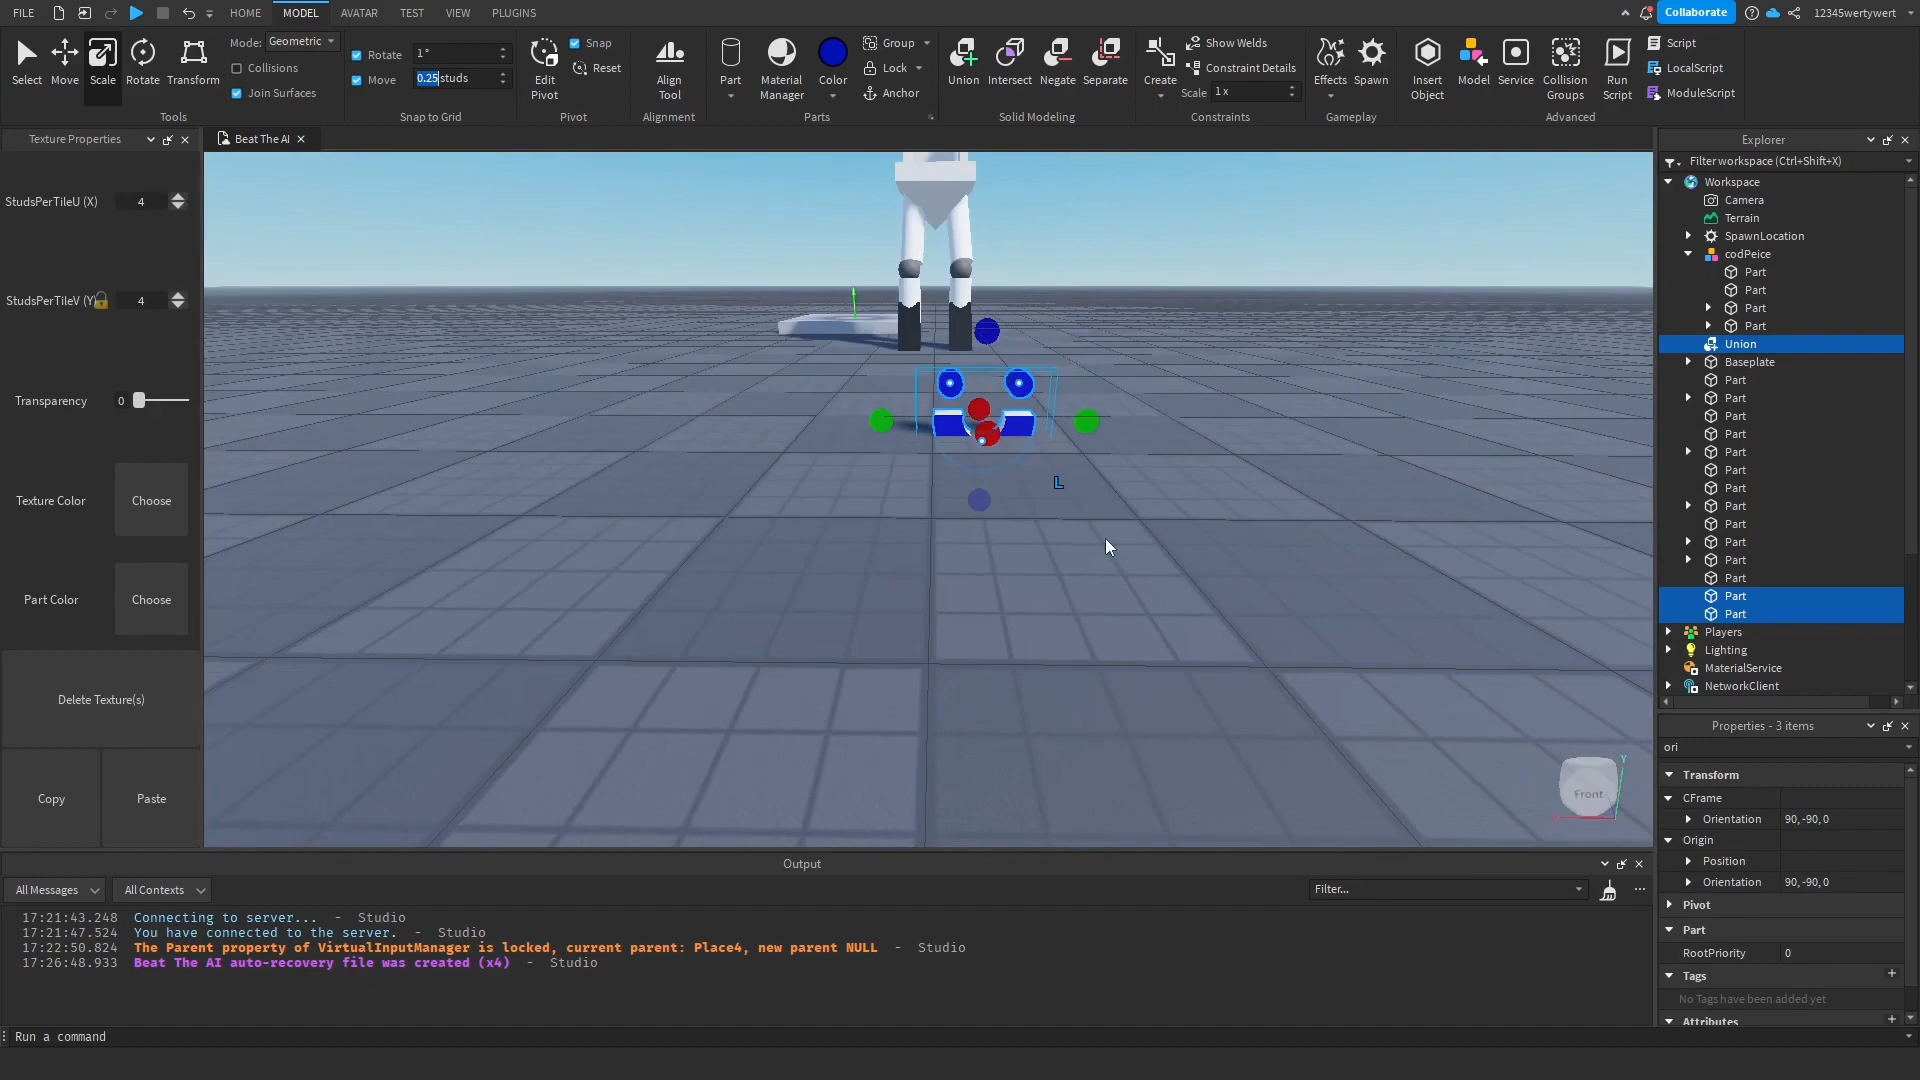 FILE HOME MODEL AVATAR TEST VIEW PLUGINS Collaborate 12345wertywert
Select Move Scale Rotate Transform
Mode: Geometric
Collisions
Join Surfaces
Tools
Rotate 1°
Move 0.25 studs
Snap to Grid
Edit Pivot
Snap
Reset
Pivot
Align Tool
Alignment
Part
Material Manager
Color
Group
Lock
Anchor
Parts
Union Intersect Negate Separate
Solid Modeling
Create
Show Welds
Constraint Details
Scale 1 x
Constraints
Effects Spawn
Gameplay
Insert Object
Model
Service
Collision Groups
Run Script
Script
LocalScript
ModuleScript
Advanced
Texture Properties
StudsPerTileU (X) 4
StudsPerTileV (Y) 4
Transparency 0
Texture Color Choose
Part Color Choose
Delete Texture(s)
Copy Paste
Beat The AI
L
Front
Y
Explorer
Filter workspace (Ctrl+Shift+X)
Workspace
Camera
Terrain
SpawnLocation
codPeice
Part
Part
Part
Part
Union
Baseplate
Part
Part
Part
Part
Part
Part
Part
Part
Part
Part
Part
Part
Part
Part
Players
Lighting
MaterialService
NetworkClient
Properties - 3 items
ori
Transform
CFrame
Orientation 90, -90, 0
Origin
Position
Orientation 90, -90, 0
Pivot
Part
RootPriority 0
Tags
No Tags have been added yet
Attributes
Output
All Messages All Contexts Filter...
17:21:43.248 Connecting to server... - Studio
17:21:47.524 You have connected to the server. - Studio
17:22:50.824 The Parent property of VirtualInputManager is locked, current parent: Place4, new parent NULL - Studio
17:26:48.933 Beat The AI auto-recovery file was created (x4) - Studio
Run a command